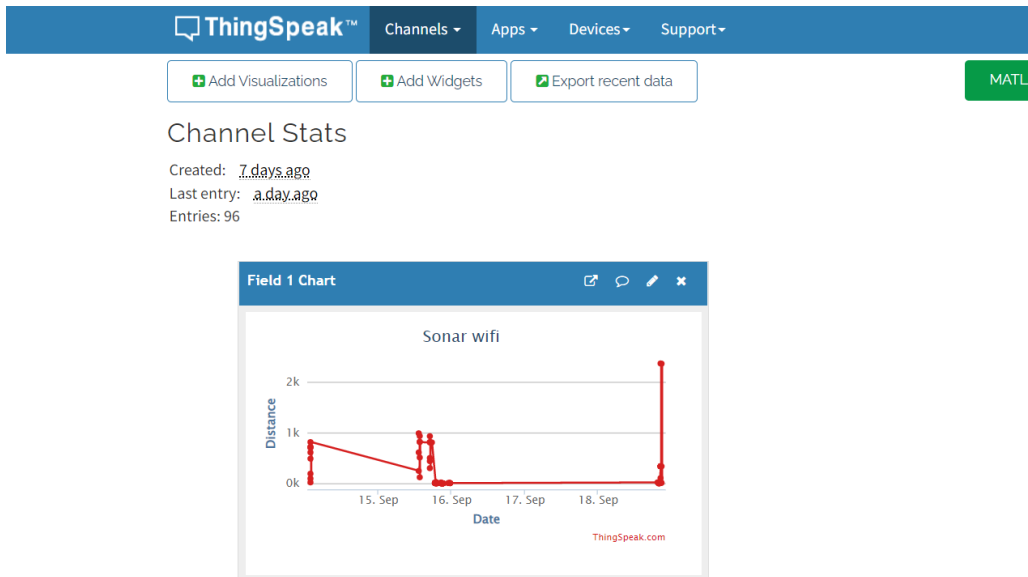 ThingSpeak™ Channels Apps Devices Support
Add Visualizations Add Widgets Export recent data MATL
Channel Stats
Created: 7 days ago
Last entry: a day ago
Entries: 96
Field 1 Chart
Sonar wifi
2k
1k
0k
Distance
15. Sep 16. Sep 17. Sep 18. Sep
Date
ThingSpeak.com